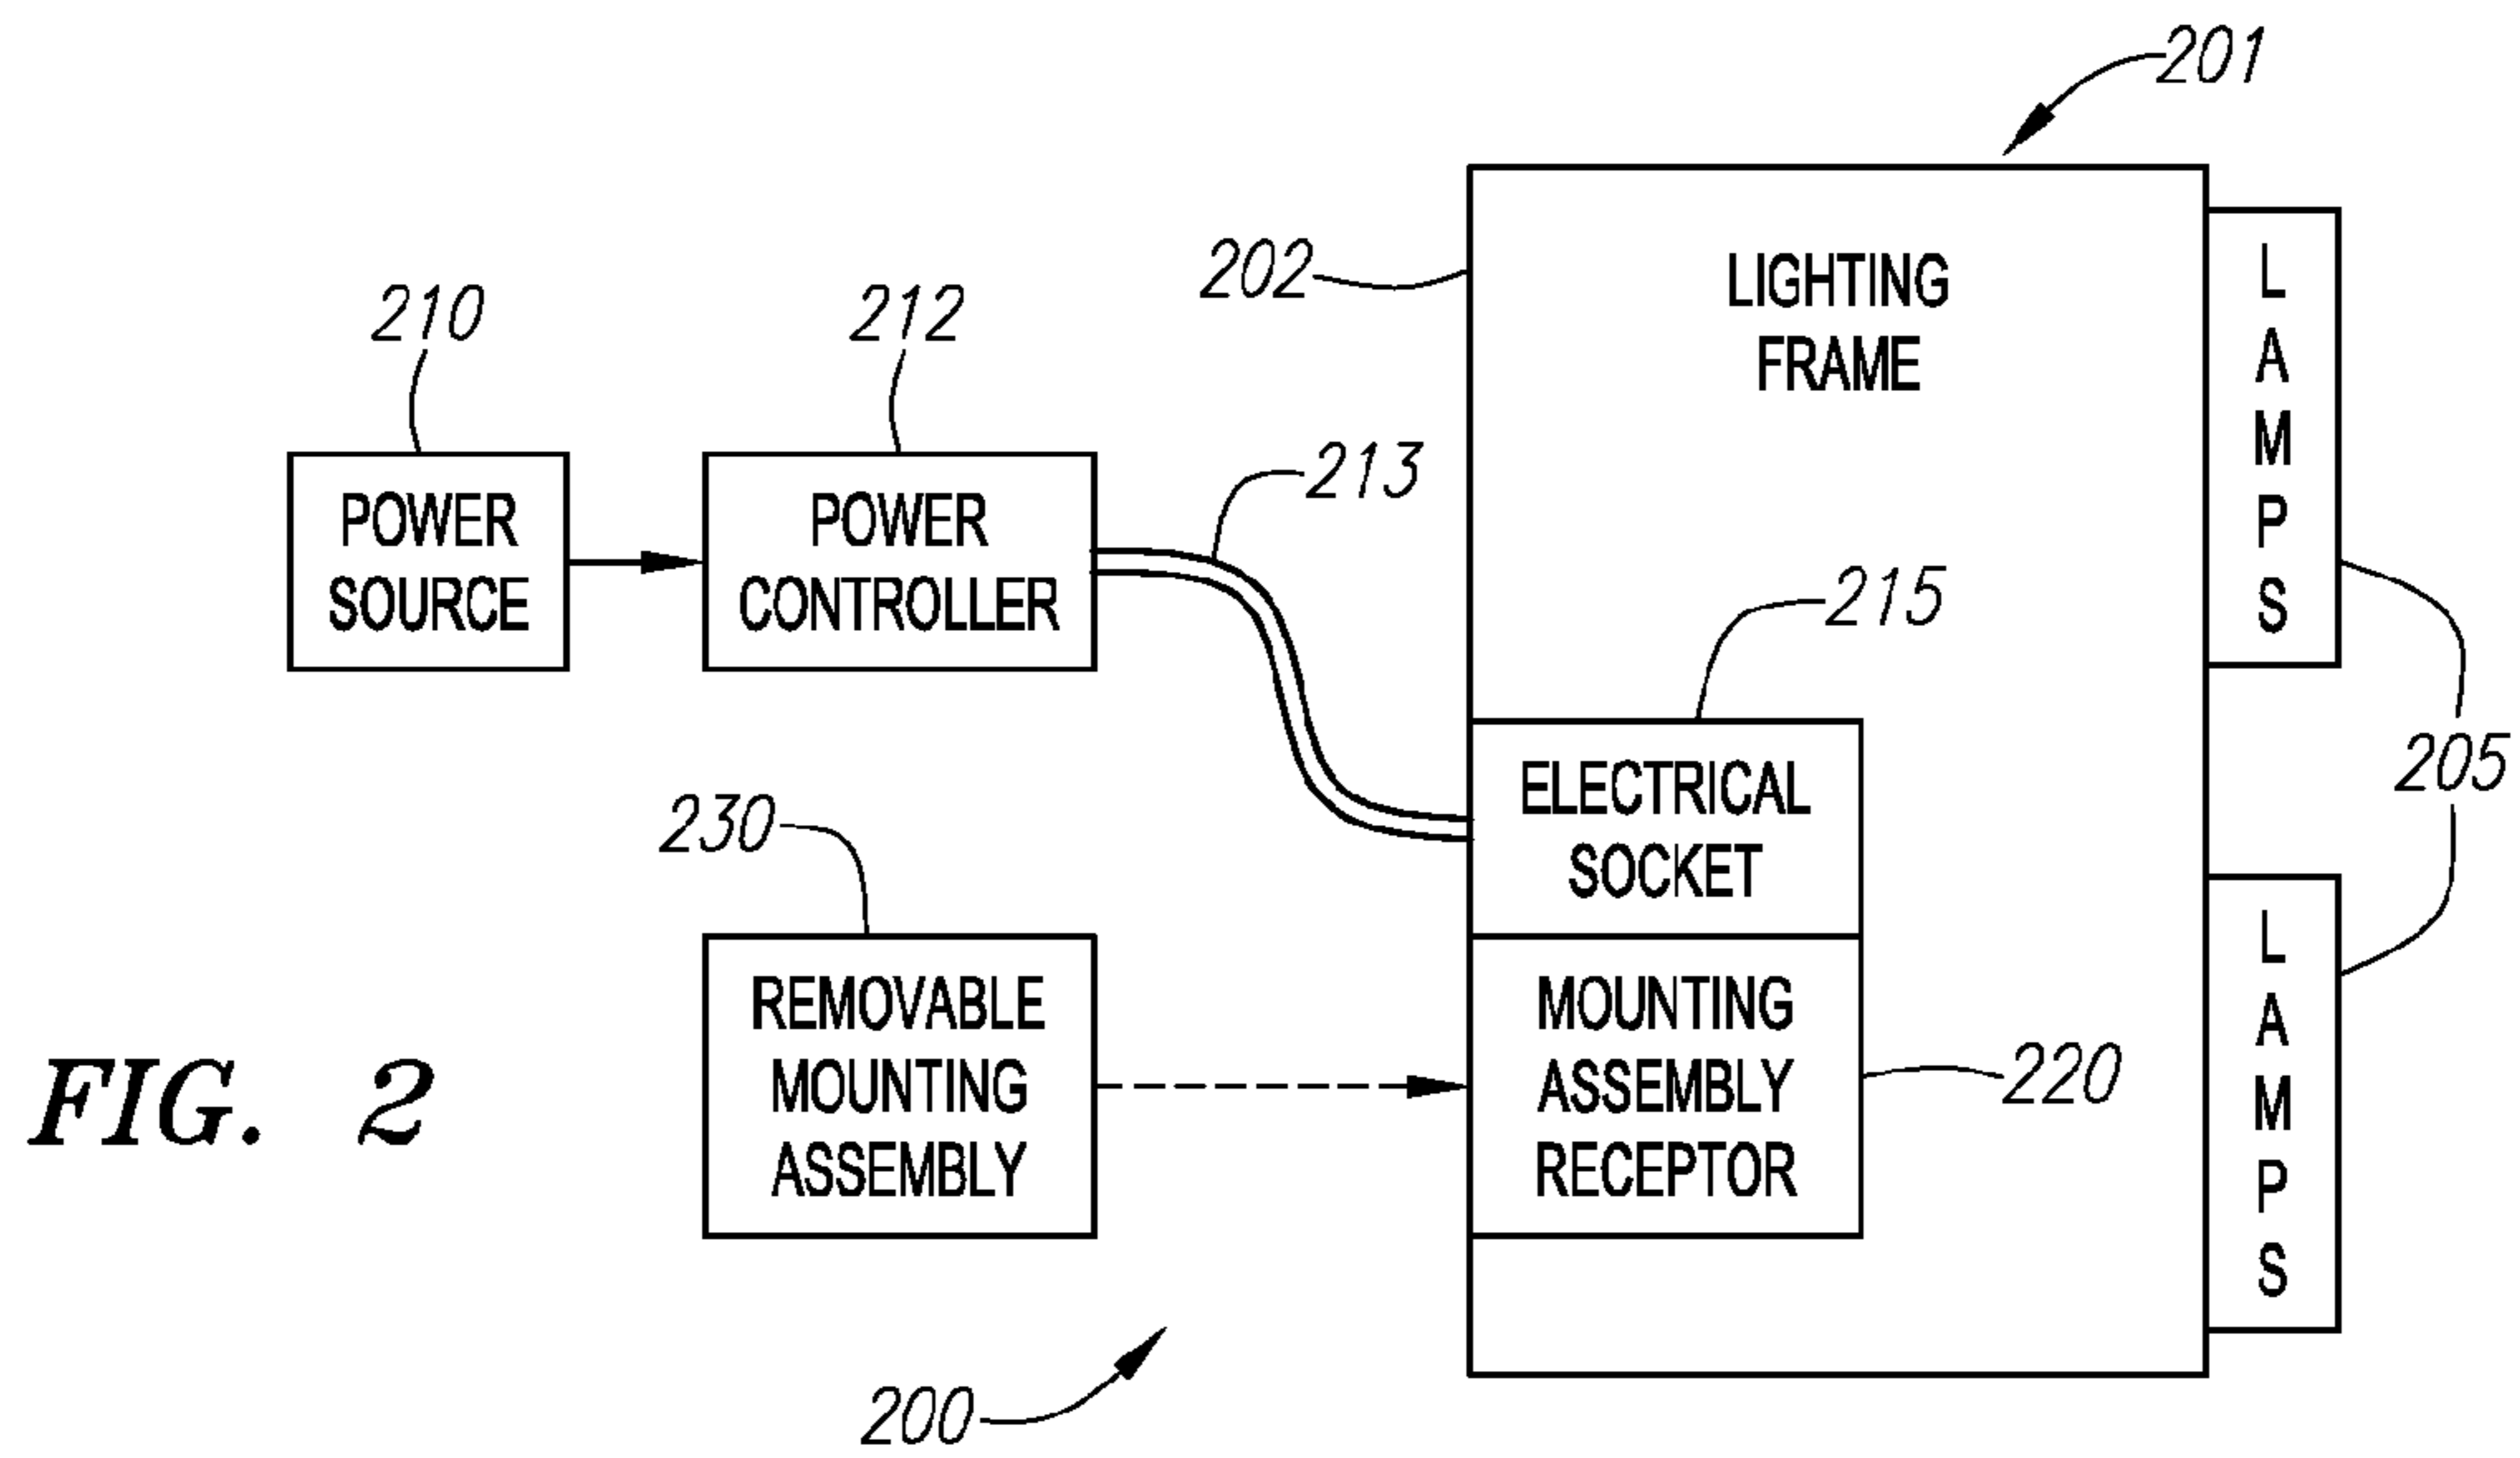 201
202
LIGHTING
FRAME
210
212
213
POWER
SOURCE
POWER
CONTROLLER
215
L
A
M
P
S
205
230
ELECTRICAL
SOCKET
REMOVABLE
MOUNTING
ASSEMBLY
MOUNTING
ASSEMBLY
RECEPTOR
220
L
A
M
P
S
FIG. 2
200